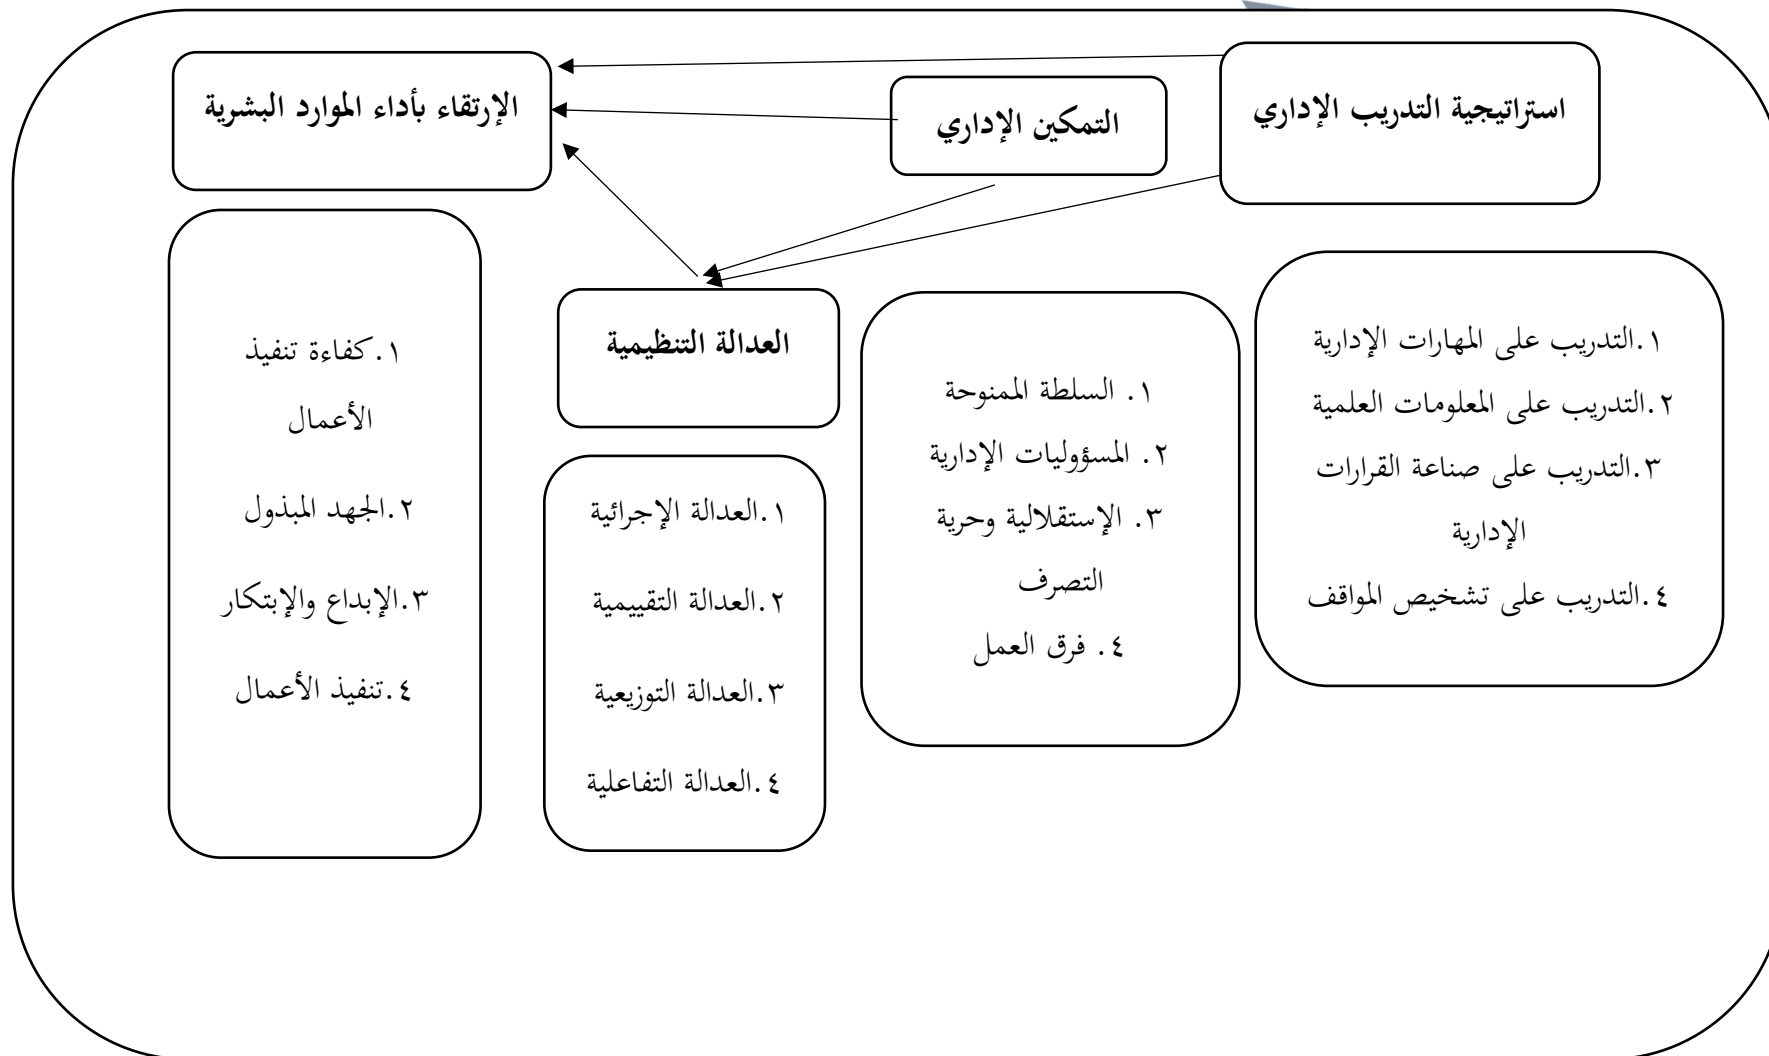 استراتيجية التدريب الإداري
التمكين الإداري
الإرتقاء بأداء الموارد البشرية
١.التدريب على المهارات الإدارية
٢.التدريب على المعلومات العلمية
٣.التدريب على صناعة القرارات
الإدارية
٤.التدريب على تشخيص المواقف
١. السلطة الممنوحة
٢. المسؤوليات الإدارية
٣. الإستقلالية وحرية
التصرف
٤. فرق العمل
العدالة التنظيمية
١.العدالة الإجرائية
٢.العدالة التقييمية
٣.العدالة التوزيعية
٤.العدالة التفاعلية
١.كفاءة تنفيذ
الأعمال
٢.الجهد المبذول
٣.الإبداع والإبتكار
٤.تنفيذ الأعمال